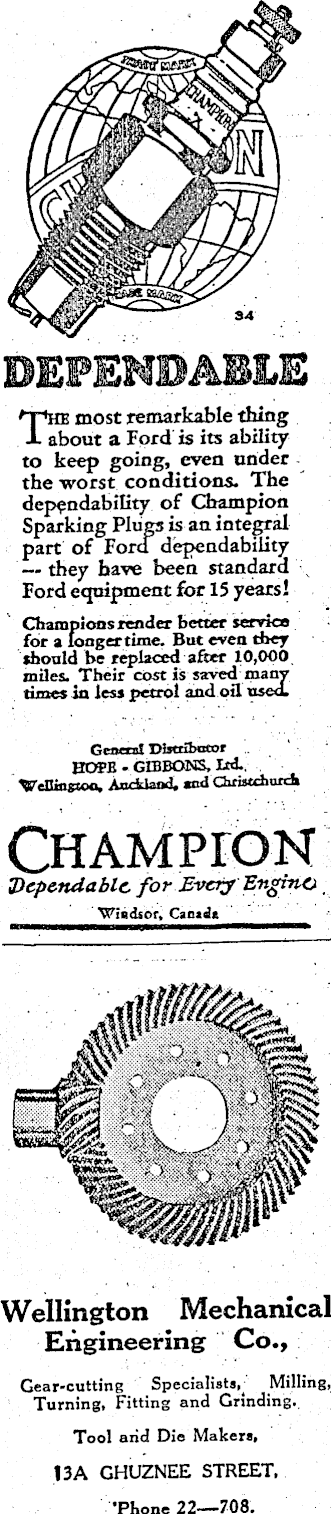 TRADE MARK
CHAMPION
X
CHAMPION
TRADE MARK
34
DEPENDABLE
THE most remarkable thing
about a Ford is its ability
to keep going, even under
the worst conditions. The
dependability of Champion
Sparking Plugs is an integral
part of Ford dependability
— they have been standard
Ford equipment for 15 years!
Champions render better service
for a longer time. But even they
should be replaced after 10,000
miles. Their cost is saved many
times in less petrol and oil used.
General Distributor
HOPE - GIBBONS, Ltd.
Wellington, Auckland, and Christchurch
CHAMPION
Dependable for Every Engine
Windsor, Canada
Wellington Mechanical
Engineering Co.,
Gear-cutting Specialists, Milling,
Turning, Fitting and Grinding.
Tool and Die Makers,
13A GHUZNEE STREET,
'Phone 22—708.